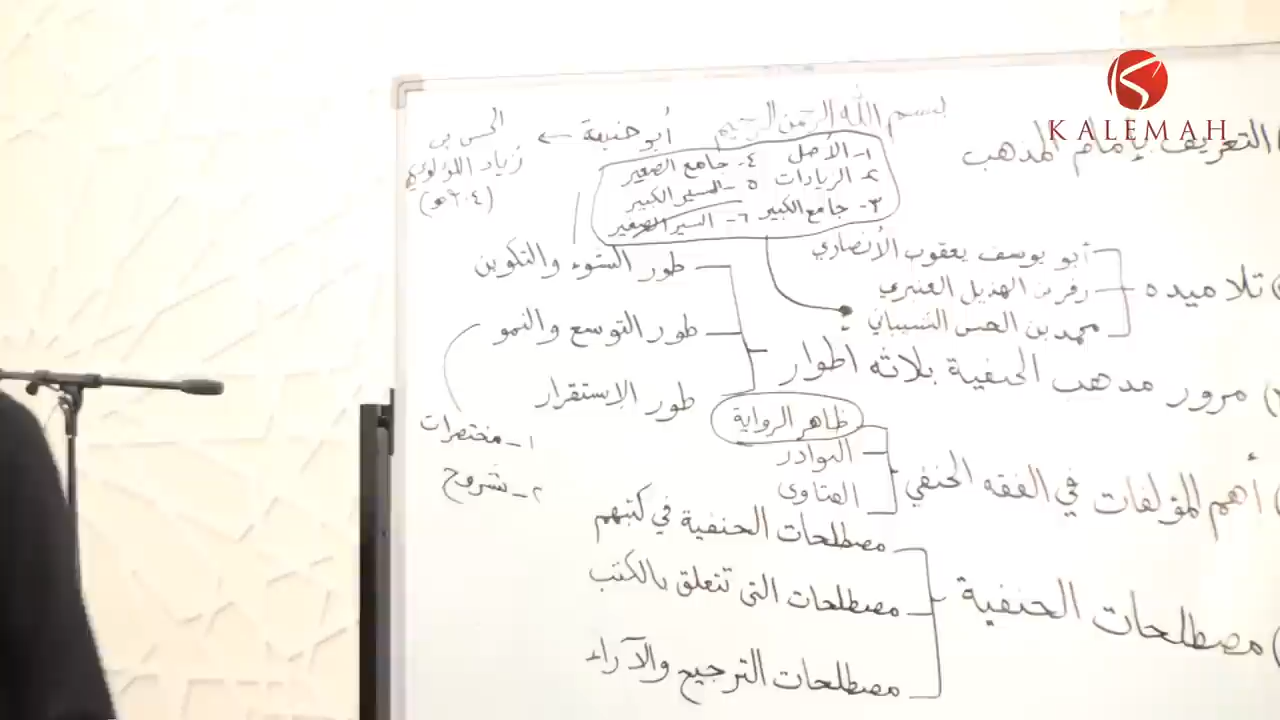 KALEMAH
بسم الله الرحمن الرحيم
التعريف بإمام المذهب
أبو حنيفة ← الحسن بن
زياد اللؤلوي
(٢٠٤هـ)
١- الأصل ٤- جامع الصغير
٢- الزيادات ٥- السير الكبير
٣- جامع الكبير ٦- السير الصغير
تلاميذه
أبو يوسف يعقوب الأنصاري
زفر بن الهذيل العنبري
محمد بن الحسن الشيباني
مرور مذهب الحنفية بثلاثة اطوار
طور النشوء والتكوين
طور التوسع والنمو
طور الإستقرار
١- مختصرات
٢- شروح
أهم المؤلفات في الفقه الحنفي
ظاهر الرواية
النوادر
الفتاوى
مصطلحات الحنفية
مصطلحات الحنفية في كتبهم
مصطلحات التي تتعلق بالكتب
مصطلحات الترجيح والآراء